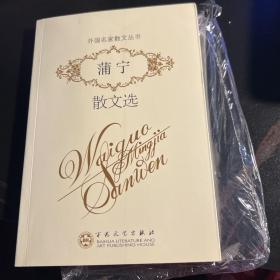 外国名家散文丛书
蒲宁
散文选
Waiguo
Mingjia
Sanwen
百花文艺出版社
BAIHUA LITERATURE AND
ART PUBLISHING HOUSE